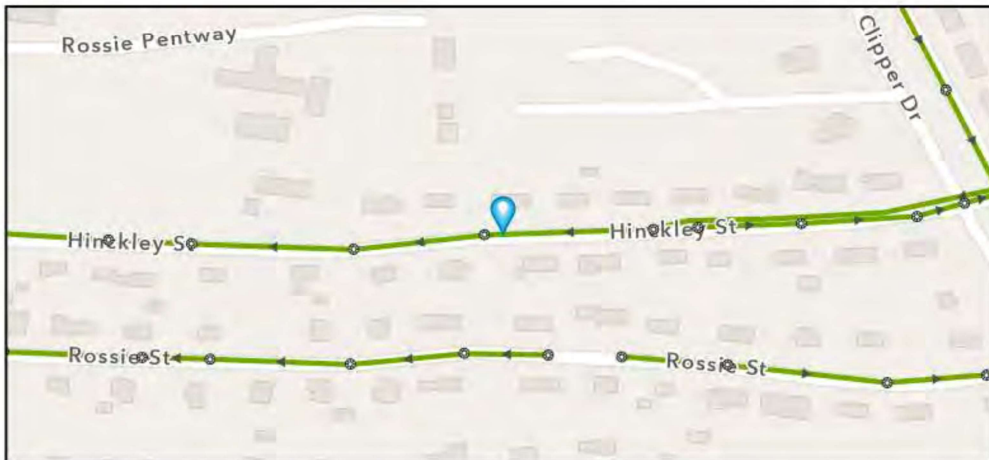 Rossie Pentway
Clipper Dr
Hinckley St
Hinckley St
Rossie St
Rossie St